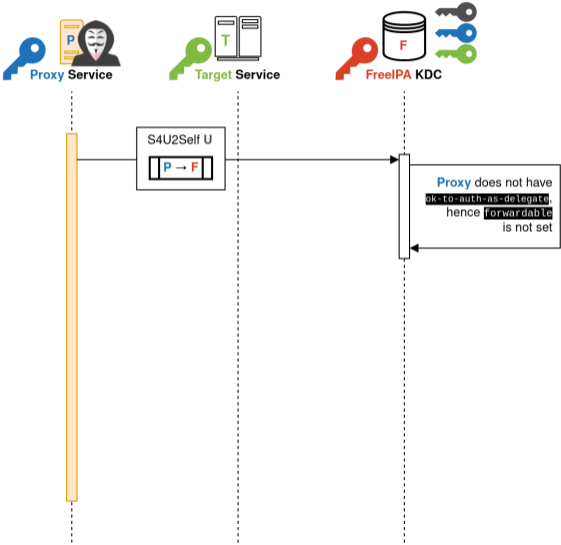 P
T
F
Proxy Service
Target Service
FreeIPA KDC
S4U2Self U
P → F
Proxy does not have
ok-to-auth-as-delegate,
hence forwardable
is not set